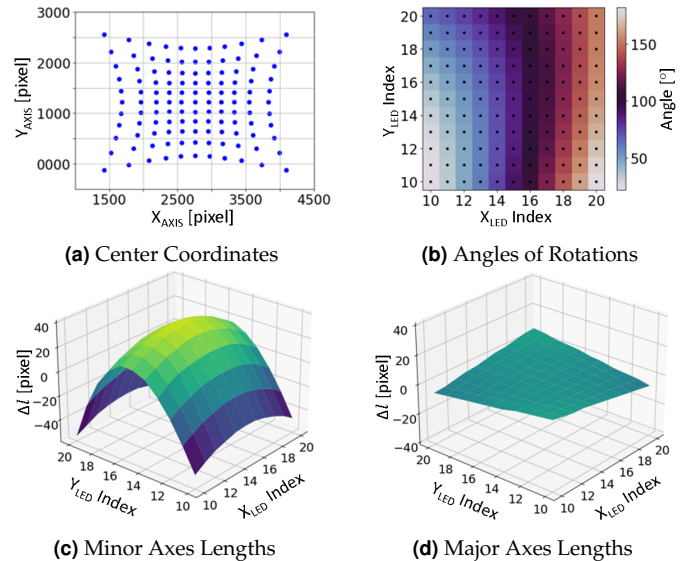 3000
2000
1000
0000
Y_AXIS [pixel]
1500 2500 3500 4500
X_AXIS [pixel]
(a) Center Coordinates
20
18
16
14
12
10
Y_LED Index
10 12 14 16 18 20
X_LED Index
150
100
50
Angle [°]
(b) Angles of Rotations
40
20
0
−20
−40
Δl [pixel]
20 18 16 14 12 10
Y_LED Index
10 12 14 16 18 20
X_LED Index
(c) Minor Axes Lengths
40
20
0
−20
−40
Δl [pixel]
20 18 16 14 12 10
Y_LED Index
10 12 14 16 18 20
X_LED Index
(d) Major Axes Lengths